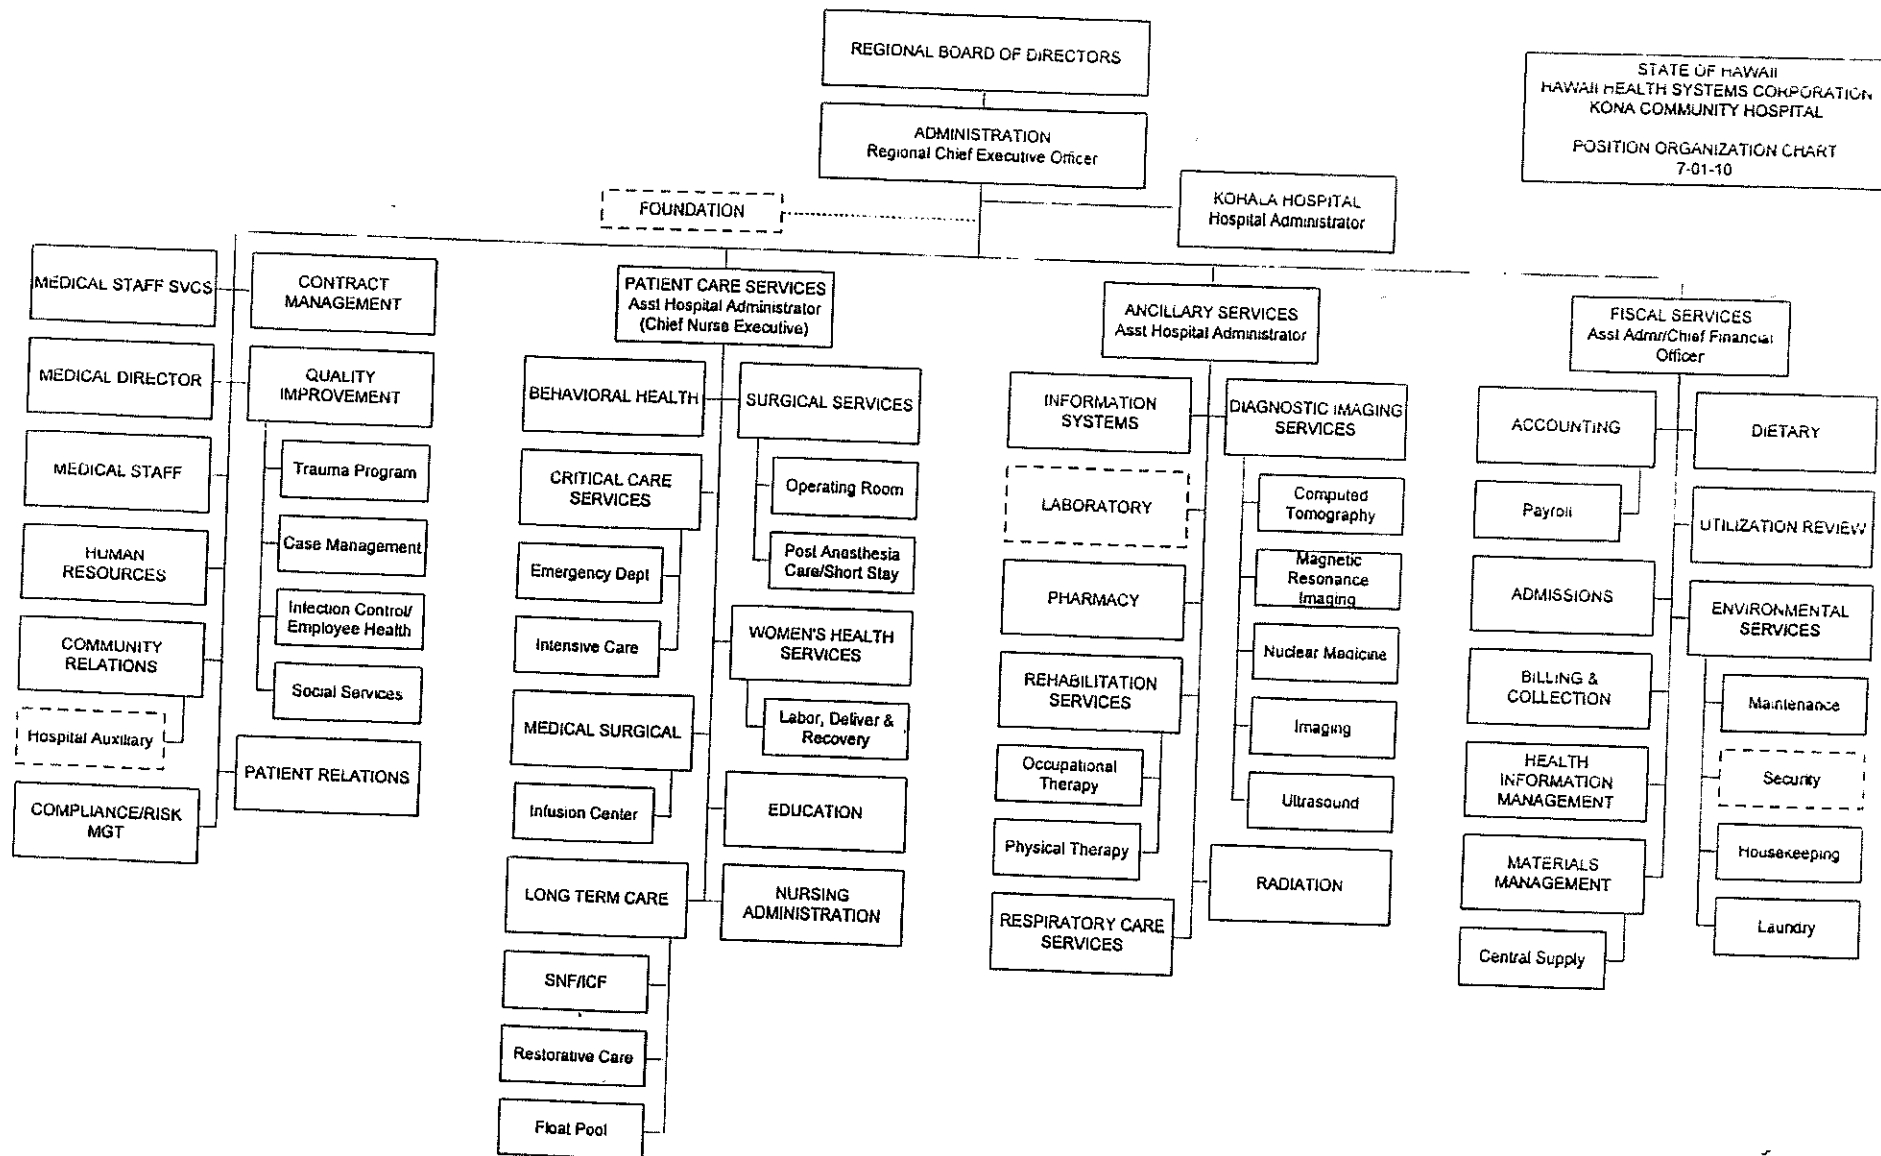 REGIONAL BOARD OF DIRECTORS
ADMINISTRATION
Regional Chief Executive Officer
STATE OF HAWAII
HAWAII HEALTH SYSTEMS CORPORATION
KONA COMMUNITY HOSPITAL
POSITION ORGANIZATION CHART
7-01-10
FOUNDATION
KOHALA HOSPITAL
Hospital Administrator
MEDICAL STAFF SVCS
CONTRACT
MANAGEMENT
MEDICAL DIRECTOR
QUALITY
IMPROVEMENT
MEDICAL STAFF
Trauma Program
Case Management
HUMAN
RESOURCES
Infection Control/
Employee Health
COMMUNITY
RELATIONS
Social Services
Hospital Auxiliary
PATIENT RELATIONS
COMPLIANCE/RISK
MGT
PATIENT CARE SERVICES
Asst Hospital Administrator
(Chief Nurse Executive)
BEHAVIORAL HEALTH
SURGICAL SERVICES
CRITICAL CARE
SERVICES
Operating Room
Emergency Dept
Post Anesthesia
Care/Short Stay
Intensive Care
WOMEN'S HEALTH
SERVICES
MEDICAL SURGICAL
Labor, Deliver &
Recovery
Infusion Center
EDUCATION
LONG TERM CARE
NURSING
ADMINISTRATION
SNF/ICF
Restorative Care
Float Pool
ANCILLARY SERVICES
Asst Hospital Administrator
INFORMATION
SYSTEMS
DIAGNOSTIC IMAGING
SERVICES
LABORATORY
Computed
Tomography
PHARMACY
Magnetic
Resonance
Imaging
REHABILITATION
SERVICES
Nuclear Medicine
Occupational
Therapy
Imaging
Physical Therapy
Ultrasound
RESPIRATORY CARE
SERVICES
RADIATION
FISCAL SERVICES
Asst Admr/Chief Financial
Officer
ACCOUNTING
DIETARY
Payroll
UTILIZATION REVIEW
ADMISSIONS
ENVIRONMENTAL
SERVICES
BILLING &
COLLECTION
Maintenance
HEALTH
INFORMATION
MANAGEMENT
Security
MATERIALS
MANAGEMENT
Housekeeping
Central Supply
Laundry